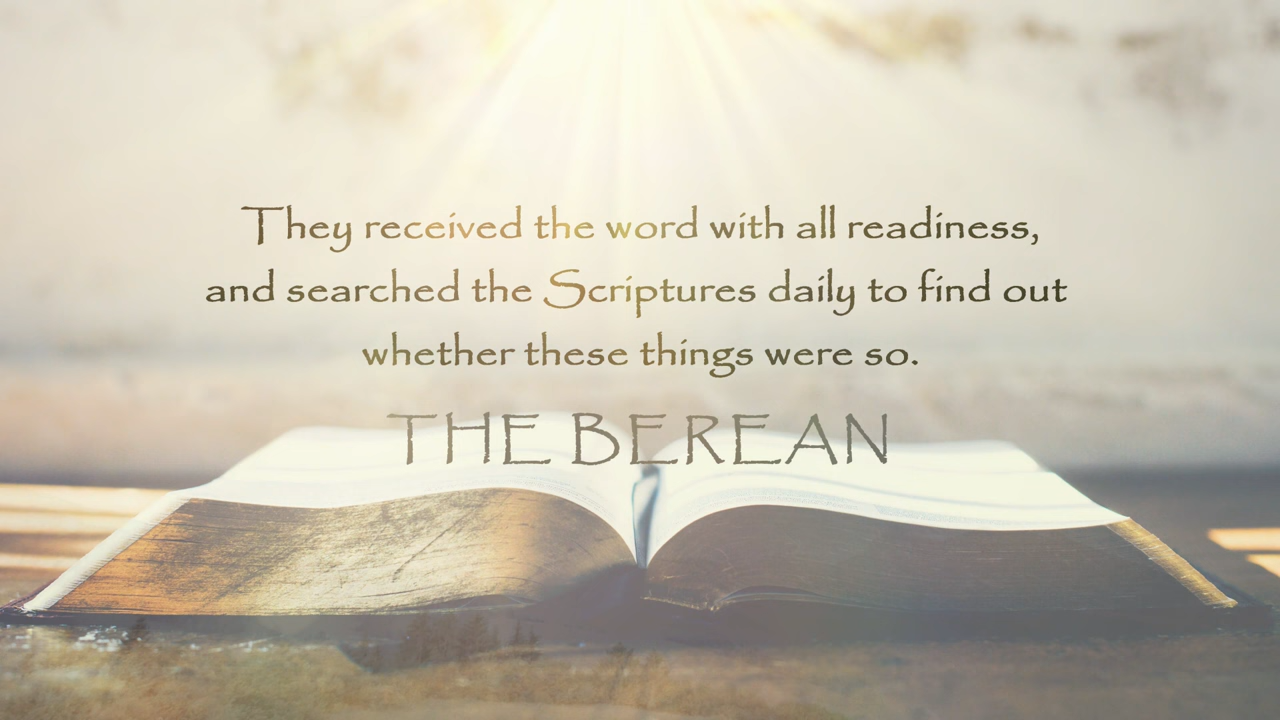 They received the word with all readiness,
and searched the Scriptures daily to find out
whether these things were so.
THE BEREAN